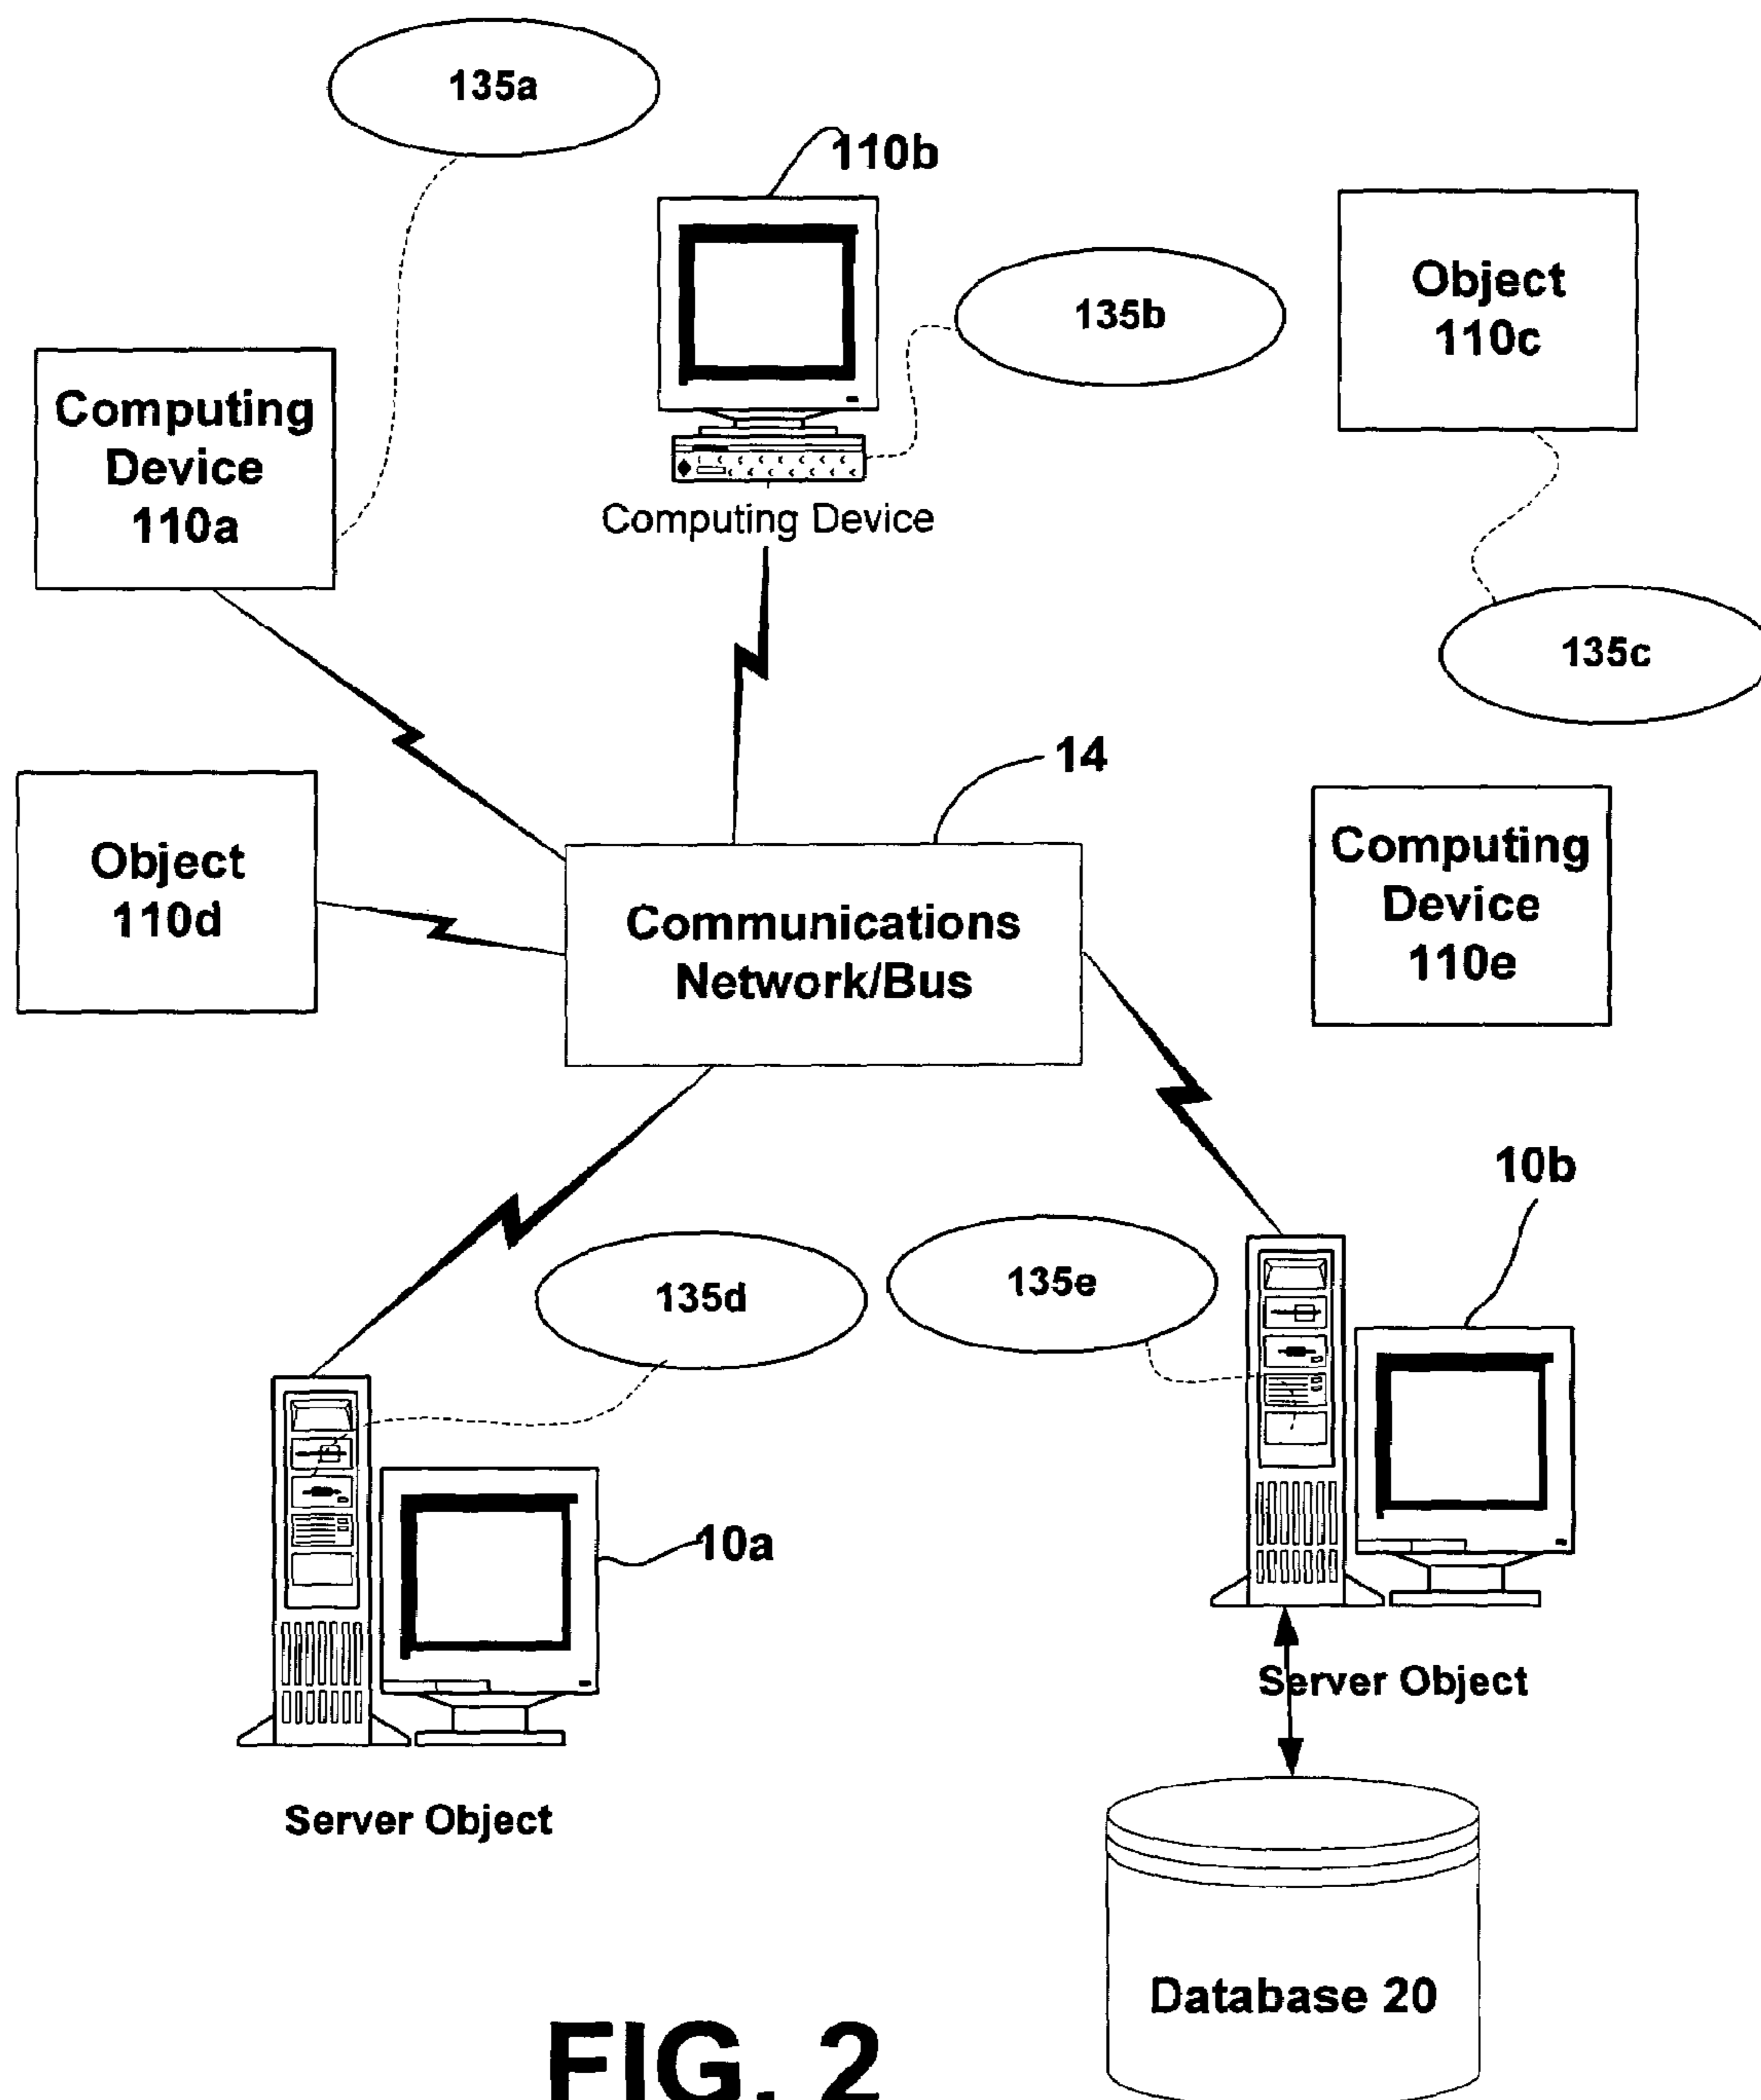 135a
110b
Object
110c
135b
Computing
Device
110a
Computing Device
135c
14
Object
110d
Computing
Device
110e
Communications
Network/Bus
10b
135d
135e
10a
Server Object
Server Object
Database 20
FIG. 2